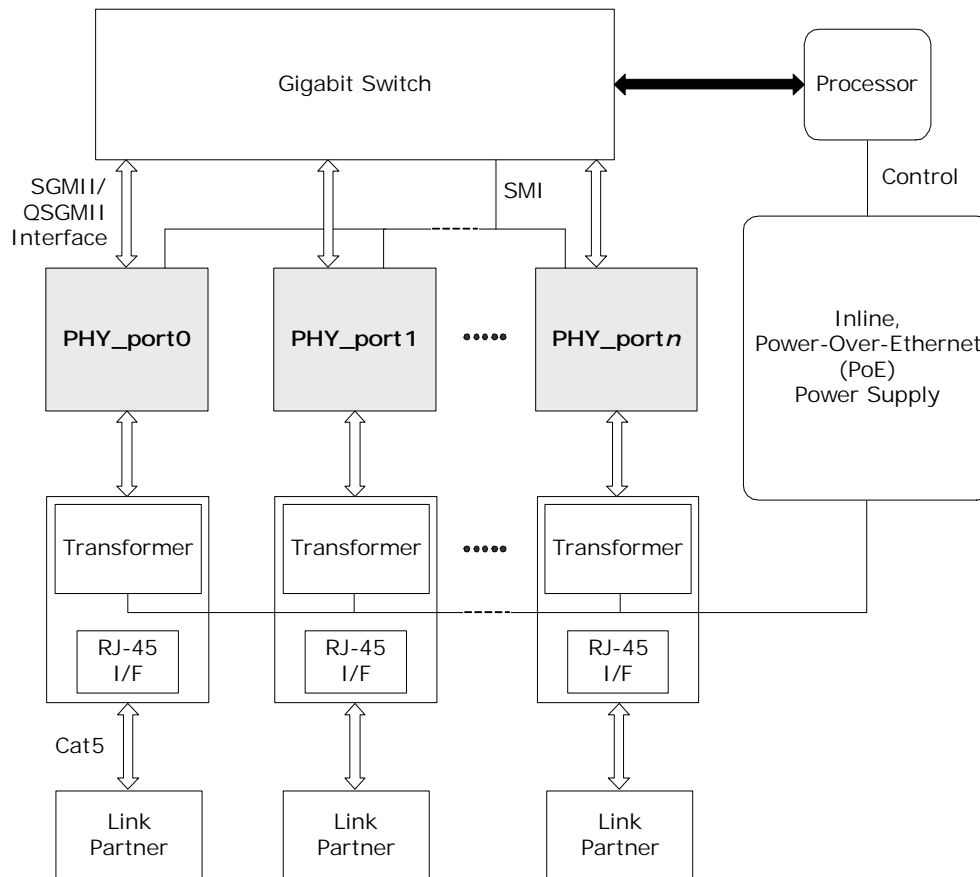 Gigabit Switch
Processor
SGMII/
QSGMII
Interface
SMI
Control
PHY_port0
PHY_port1
PHY_portn
Inline,
Power-Over-Ethernet
(PoE)
Power Supply
Transformer
Transformer
Transformer
RJ-45
I/F
RJ-45
I/F
RJ-45
I/F
Cat5
Link
Partner
Link
Partner
Link
Partner